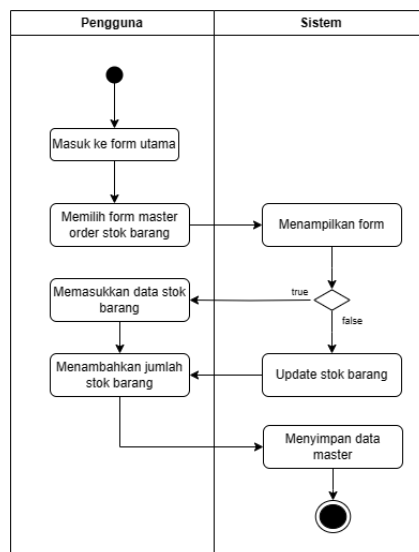 Pengguna
Sistem
Masuk ke form utama
Memilih form master
order stok barang
Menampilkan form
Memasukkan data stok
barang
true
false
Menambahkan jumlah
stok barang
Update stok barang
Menyimpan data
master